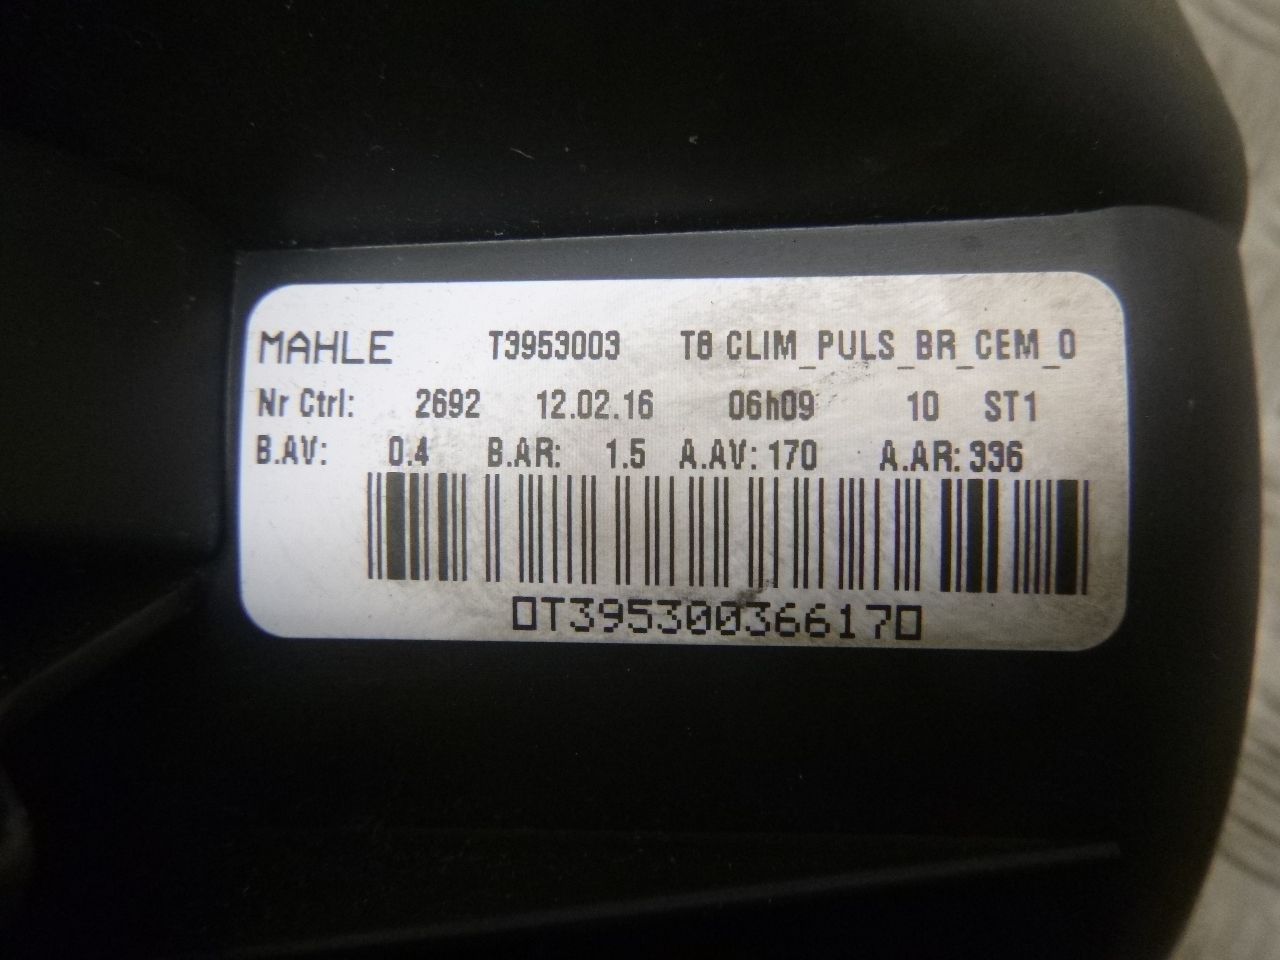 MAHLE T3953003 T8 CLIM_PULS_BR_CEM_0
Nr Ctrl: 2692 12.02.16 06h09 10 ST1
B.AV: 0.4 B.AR: 1.5 A.AV: 170 A.AR: 336
0T395300366170